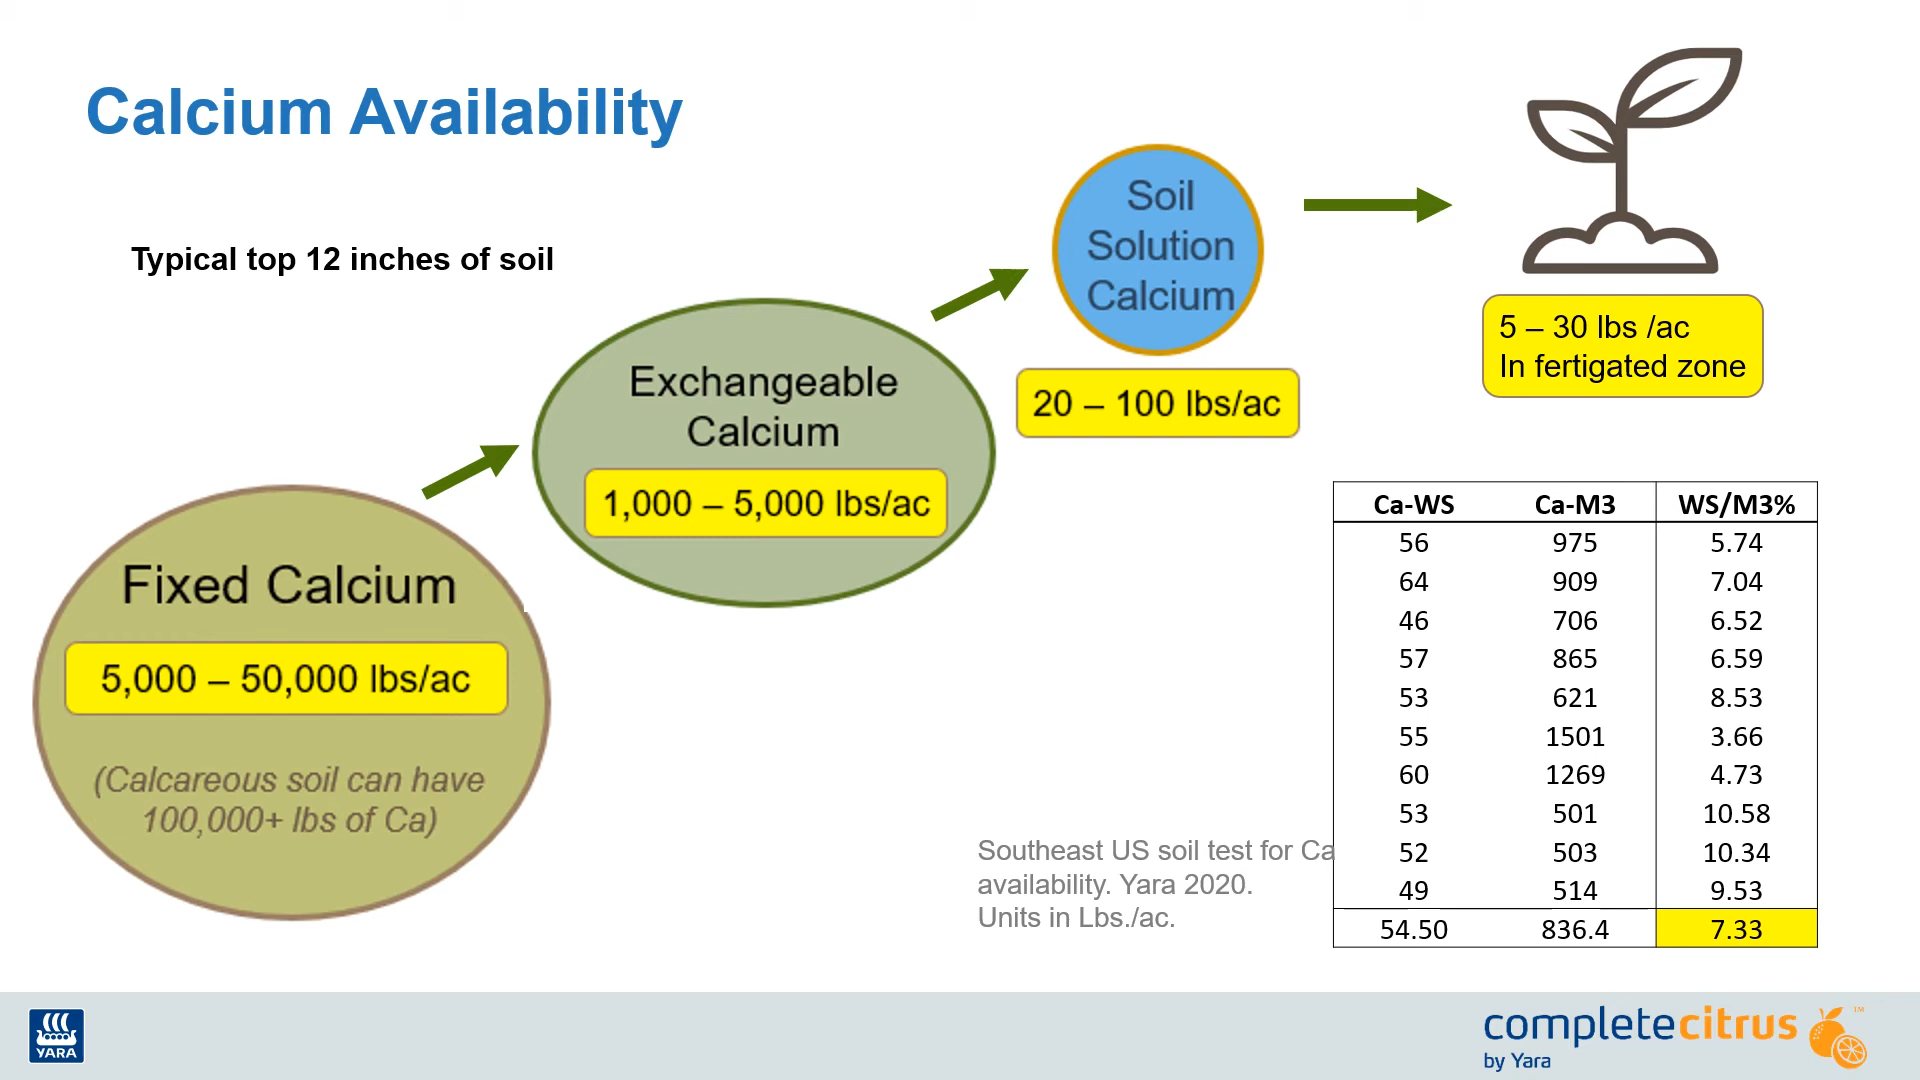 Calcium Availability
Typical top 12 inches of soil
Fixed Calcium
5,000 – 50,000 lbs/ac
(Calcareous soil can have
100,000+ lbs of Ca)
Exchangeable
Calcium
1,000 – 5,000 lbs/ac
Soil
Solution
Calcium
20 – 100 lbs/ac
5 – 30 lbs /ac
In fertigated zone
Ca-WS Ca-M3 WS/M3%
56 975 5.74
64 909 7.04
46 706 6.52
57 865 6.59
53 621 8.53
55 1501 3.66
60 1269 4.73
53 501 10.58
52 503 10.34
49 514 9.53
54.50 836.4 7.33
Southeast US soil test for Ca
availability. Yara 2020.
Units in Lbs./ac.
YARA
completecitrus™
by Yara